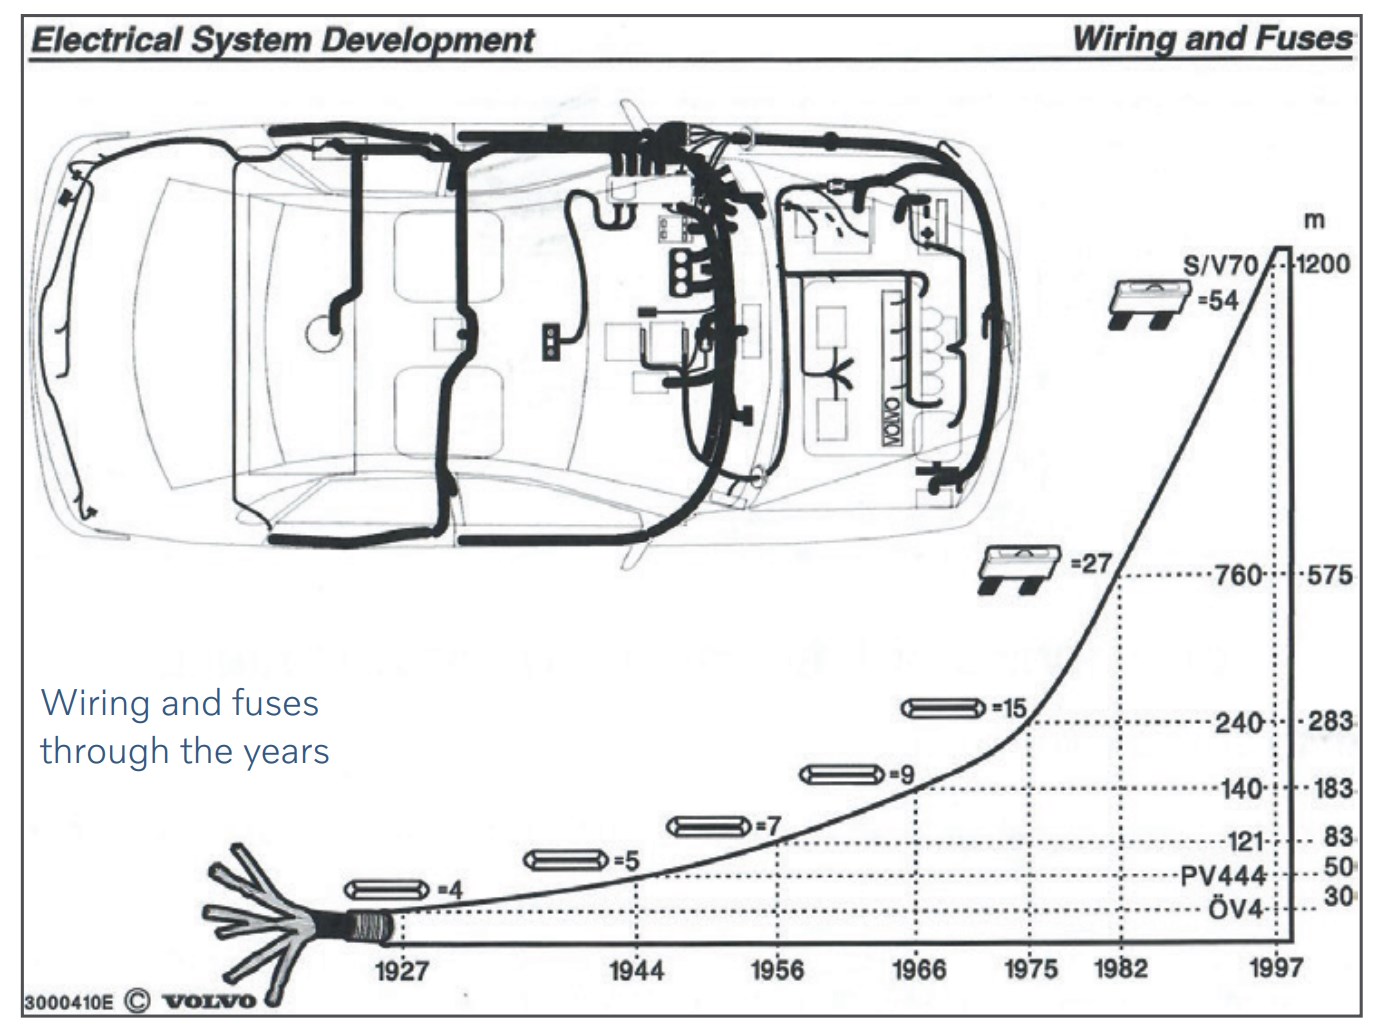 Electrical System Development
Wiring and Fuses
VOLVO
m
S/V70
1200
=54
=27
760
575
Wiring and fuses
through the years
=15
240
283
=9
140
183
=7
121
83
=5
PV444
50
=4
ÖV4
30
1927
1944
1956
1966
1975
1982
1997
3000410E © VOLVO